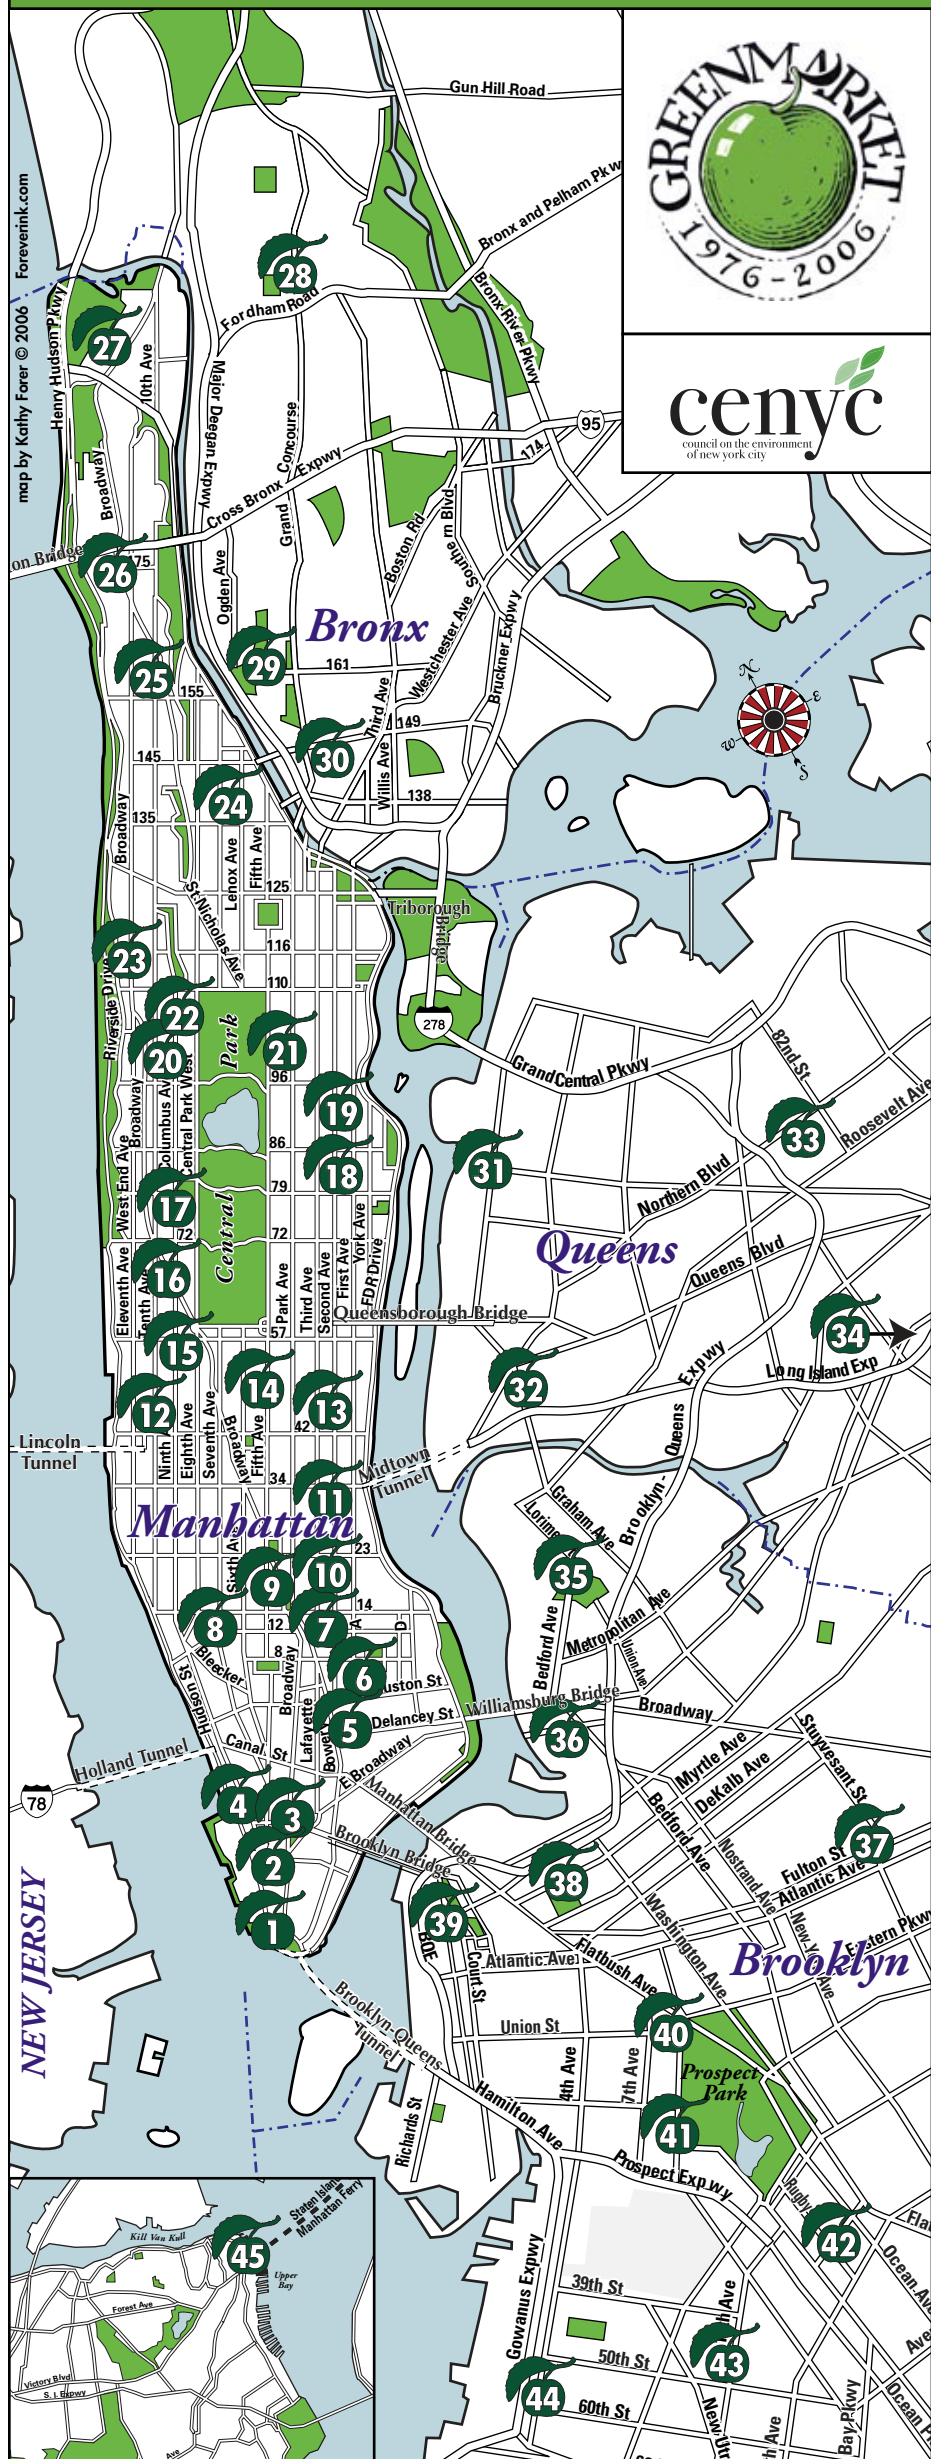 GREENMARKET
1976-2006
cenyc
council on the environment
of new york city
map by Kathy Forer © 2006 Foreverink.com
Gun Hill Road
Bronx and Pelham Pkw
28
Fordham Road
Bronx River Pkwy
27
Henry Hudson Pkwy
10th Ave
Major Deegan Expwy
Grand Concourse
95
174
Broadway
Cross Bronx Expwy
on Bridge
175
26
Ogden Ave
Boston Rd
Southern Blvd
Westchester Ave
Bruckner Expwy
Bronx
29
161
25
155
Third Ave
149
30
Willis Ave
138
N
E
W
S
145
24
135
Broadway
Lenox Ave
Fifth Ave
125
St. Nicholas Ave
Triborough
Bridge
116
23
110
Riverside Drive
22
278
20
Park
21
96
Grand Central Pkwy
82nd St
Roosevelt Ave
Broadway
Columbus Av
Central Park West
19
33
86
18
31
West End Ave
79
Northern Blvd
17
Central
72
72
York Ave
Queens
Queens Blvd
16
Eleventh Ave
Tenth Ave
Park Ave
Third Ave
Second Ave
First Ave
FDR Drive
Queensborough Bridge
57
15
34
Long Island Exp
14
13
32
12
Brooklyn-Queens Expwy
Ninth A
Eighth Ave
Seventh Ave
Broadway
Fifth Ave
42
Lincoln
Tunnel
Midtown
Tunnel
34
11
Manhattan
Graham Ave
Lorime
Sixth Av
23
10
9
35
14
8
12
7
A
D
Metropolitan Ave
Bedford Ave
Union Ave
8
Bleecker
Hudson St
Broadway
6
uston St
Williamsburg Bridge
Broadway
Lafayette
Bowery
5
Delancey St
36
Canal St
E. Broadway
Holland Tunnel
78
Myrtle Ave
DeKalb Ave
Stuyvesant St
4
3
Manhattan Bridge
Brooklyn Bridge
Bedford Ave
Nostrand Ave
37
Fulton St
Atlantic Ave
2
38
1
39
BQE
Court St
Atlantic Ave
Flatbush Ave
Washington Ave
New Y
Ave
Eastern Pkwy
Brooklyn
NEW JERSEY
Brooklyn-Queens
Tunnel
Union St
40
4th Ave
7th Ave
Prospect
Park
Hamilton Ave
Richards St
41
Prospect Expwy
Rugby
42
Fla
Ocean Av
Ave
Ocean P
Staten Island
Manhattan Ferry
Kill Van Kull
45
Upper
Bay
Forest Ave
Victory Blvd
S. I. Expwy
Ave
Gowanus Expwy
39th St
h Ave
50th St
43
44
60th St
New Ut
h Ave
Bay Pkwy